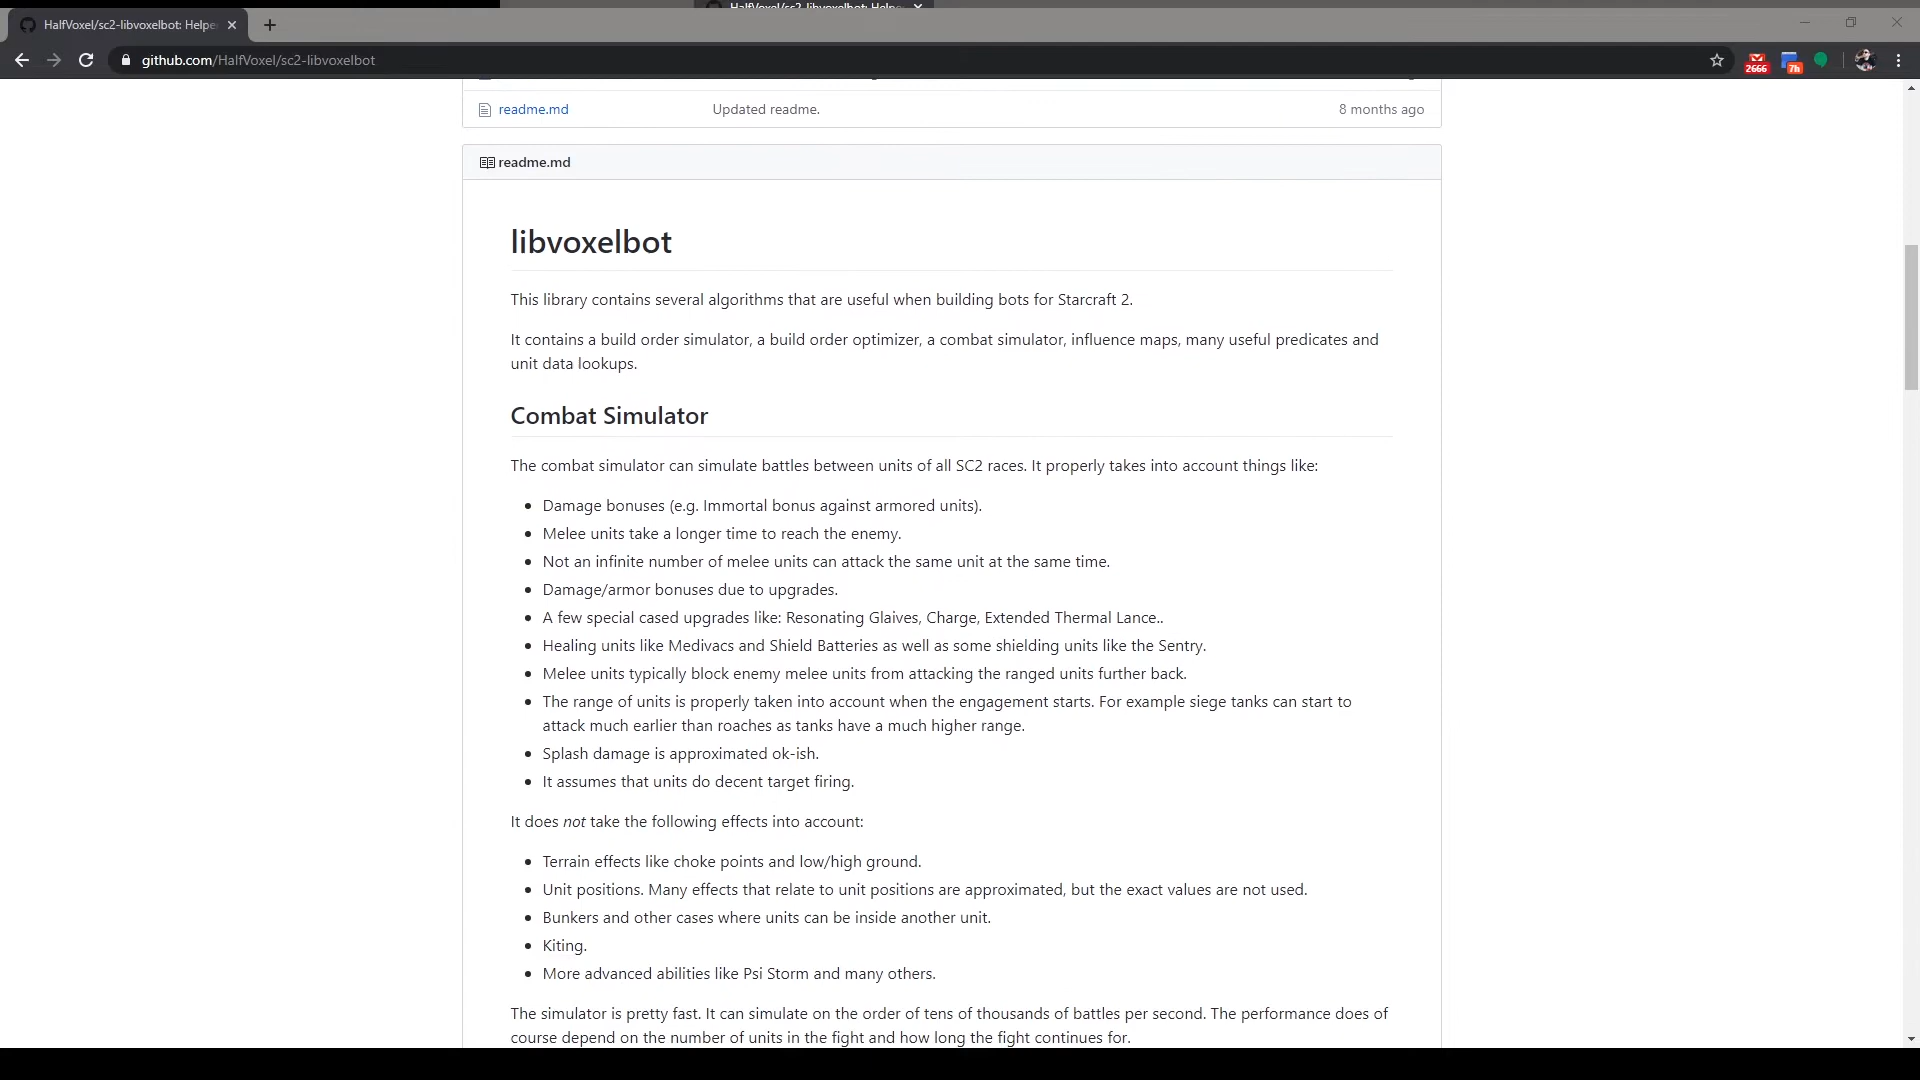 HalfVoxel/sc2-libvoxelbot: Helpe
HalfVoxel/sc2-libvoxelbot: Helpe
github.com/HalfVoxel/sc2-libvoxelbot
2666
7h
readme.md Updated readme. 8 months ago
readme.md
libvoxelbot
This library contains several algorithms that are useful when building bots for Starcraft 2.
It contains a build order simulator, a build order optimizer, a combat simulator, influence maps, many useful predicates and
unit data lookups.
Combat Simulator
The combat simulator can simulate battles between units of all SC2 races. It properly takes into account things like:
Damage bonuses (e.g. Immortal bonus against armored units).
Melee units take a longer time to reach the enemy.
Not an infinite number of melee units can attack the same unit at the same time.
Damage/armor bonuses due to upgrades.
A few special cased upgrades like: Resonating Glaives, Charge, Extended Thermal Lance..
Healing units like Medivacs and Shield Batteries as well as some shielding units like the Sentry.
Melee units typically block enemy melee units from attacking the ranged units further back.
The range of units is properly taken into account when the engagement starts. For example siege tanks can start to
attack much earlier than roaches as tanks have a much higher range.
Splash damage is approximated ok-ish.
It assumes that units do decent target firing.
It does not take the following effects into account:
Terrain effects like choke points and low/high ground.
Unit positions. Many effects that relate to unit positions are approximated, but the exact values are not used.
Bunkers and other cases where units can be inside another unit.
Kiting.
More advanced abilities like Psi Storm and many others.
The simulator is pretty fast. It can simulate on the order of tens of thousands of battles per second. The performance does of
course depend on the number of units in the fight and how long the fight continues for.